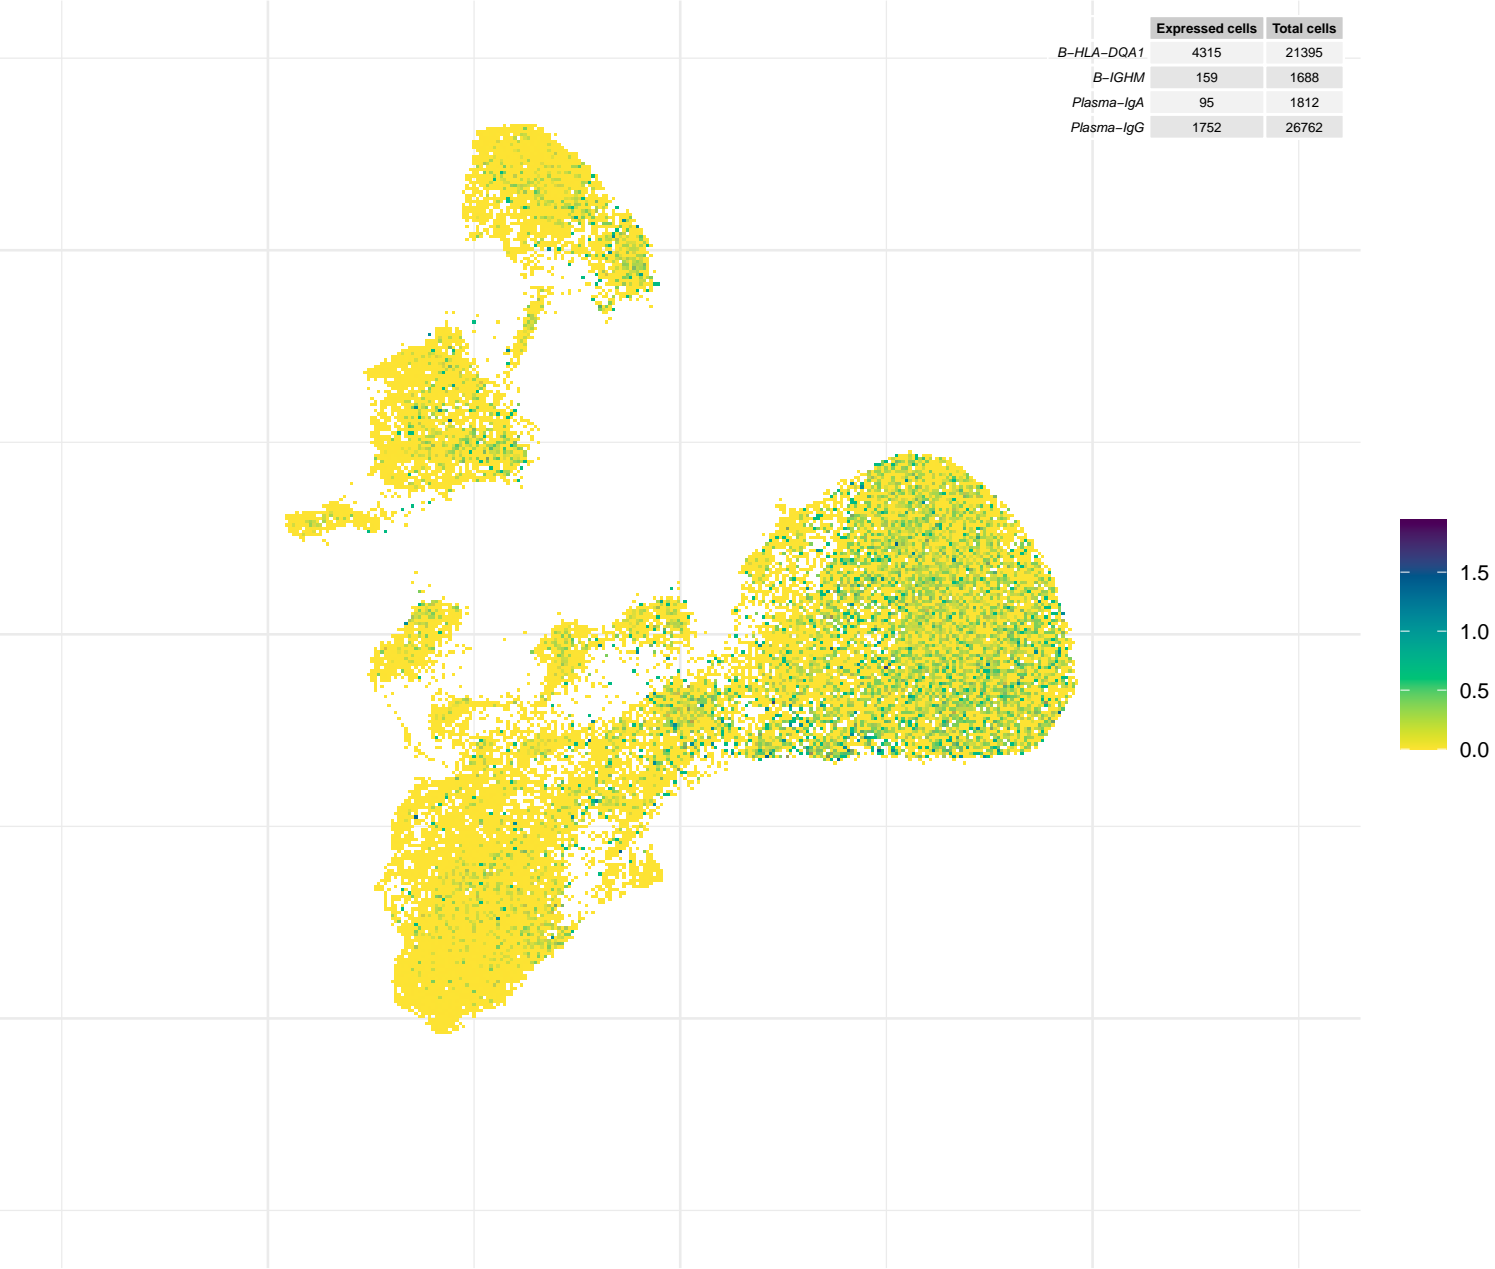 Expressed cells Total cells
B−HLA−DQA1 4315 21395
B−IGHM 159 1688
Plasma−IgA 95 1812
Plasma−IgG 1752 26762
1.5
1.0
0.5
0.0